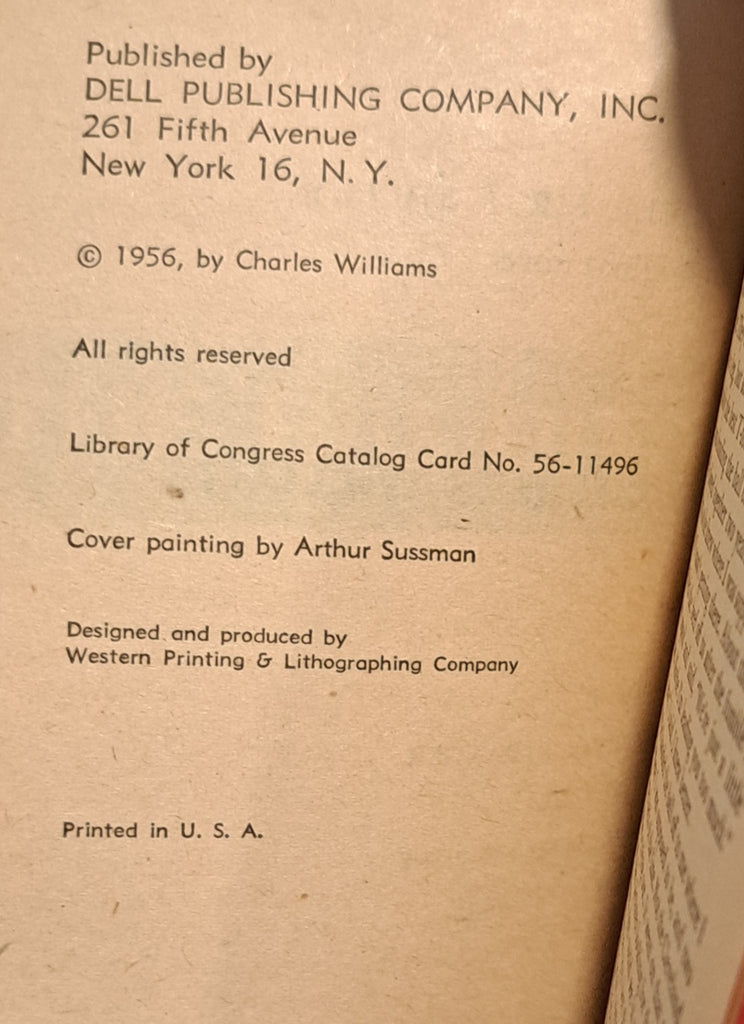 Published by
DELL PUBLISHING COMPANY, INC.
261 Fifth Avenue
New York 16, N. Y.
© 1956, by Charles Williams
All rights reserved
Library of Congress Catalog Card No. 56-11496
Cover painting by Arthur Sussman
Designed and produced by
Western Printing & Lithographing Company
Printed in U. S. A.